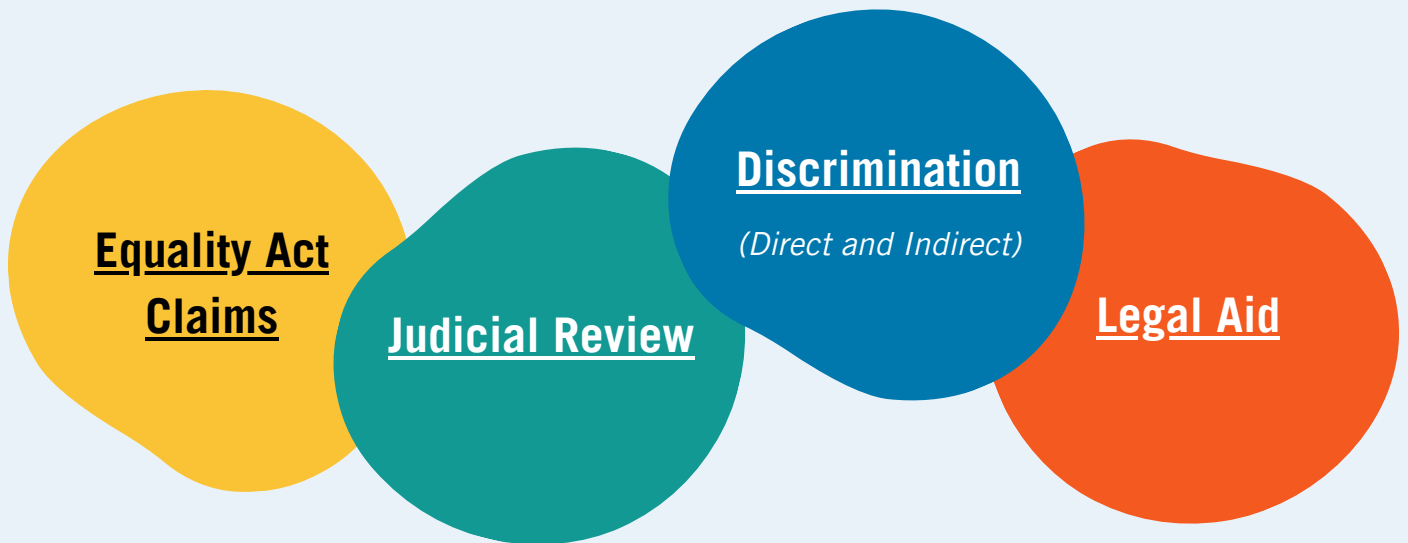 Equality Act
Claims
Judicial Review
Discrimination
(Direct and Indirect)
Legal Aid